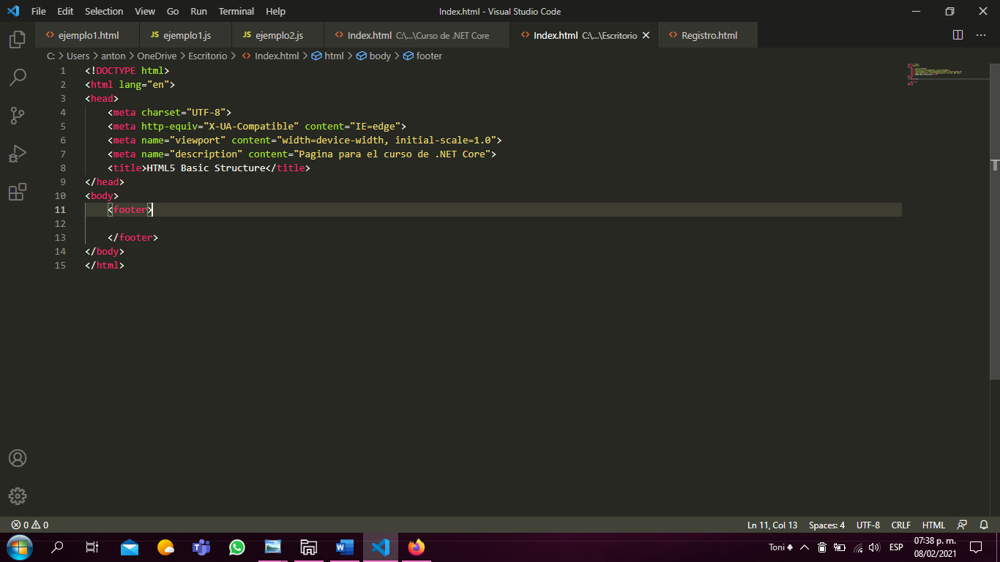 File Edit Selection View Go Run Terminal Help Index.html - Visual Studio Code
ejemplo1.html JS ejemplo1.js JS ejemplo2.js Index.html C:\...\Curso de .NET Core Index.html C:\...\Escritorio Registro.html
C: > Users > anton > OneDrive > Escritorio > Index.html > html > body > footer
1 <!DOCTYPE html>
2 <html lang="en">
3 <head>
4 <meta charset="UTF-8">
5 <meta http-equiv="X-UA-Compatible" content="IE=edge">
6 <meta name="viewport" content="width=device-width, initial-scale=1.0">
7 <meta name="description" content="Pagina para el curso de .NET Core">
8 <title>HTML5 Basic Structure</title>
9 </head>
10 <body>
11 <footer>
12
13 </footer>
14 </body>
15 </html>
0 0 Ln 11, Col 13 Spaces: 4 UTF-8 CRLF HTML
Toni ♠ ESP 07:38 p. m.
08/02/2021